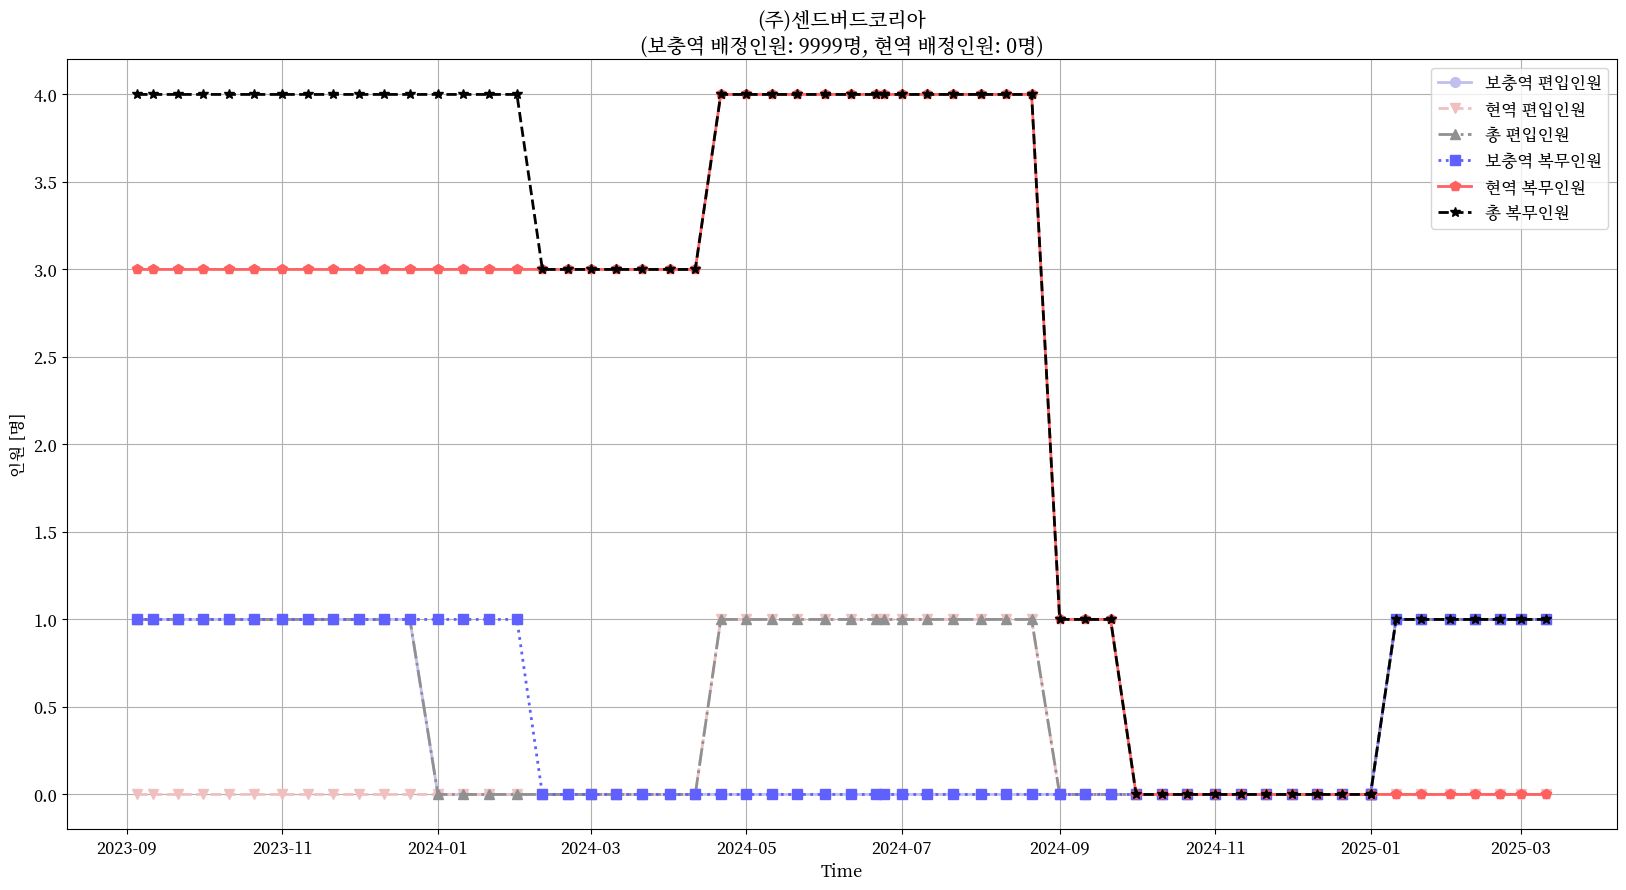 (주)센드버드코리아
(보충역 배정인원: 9999명, 현역 배정인원: 0명)
4.0
3.5
3.0
2.5
2.0
1.5
1.0
0.5
0.0
인원 [명]
보충역 편입인원
현역 편입인원
총 편입인원
보충역 복무인원
현역 복무인원
총 복무인원
2023-09
2023-11
2024-01
2024-03
2024-05
2024-07
2024-09
2024-11
2025-01
2025-03
Time